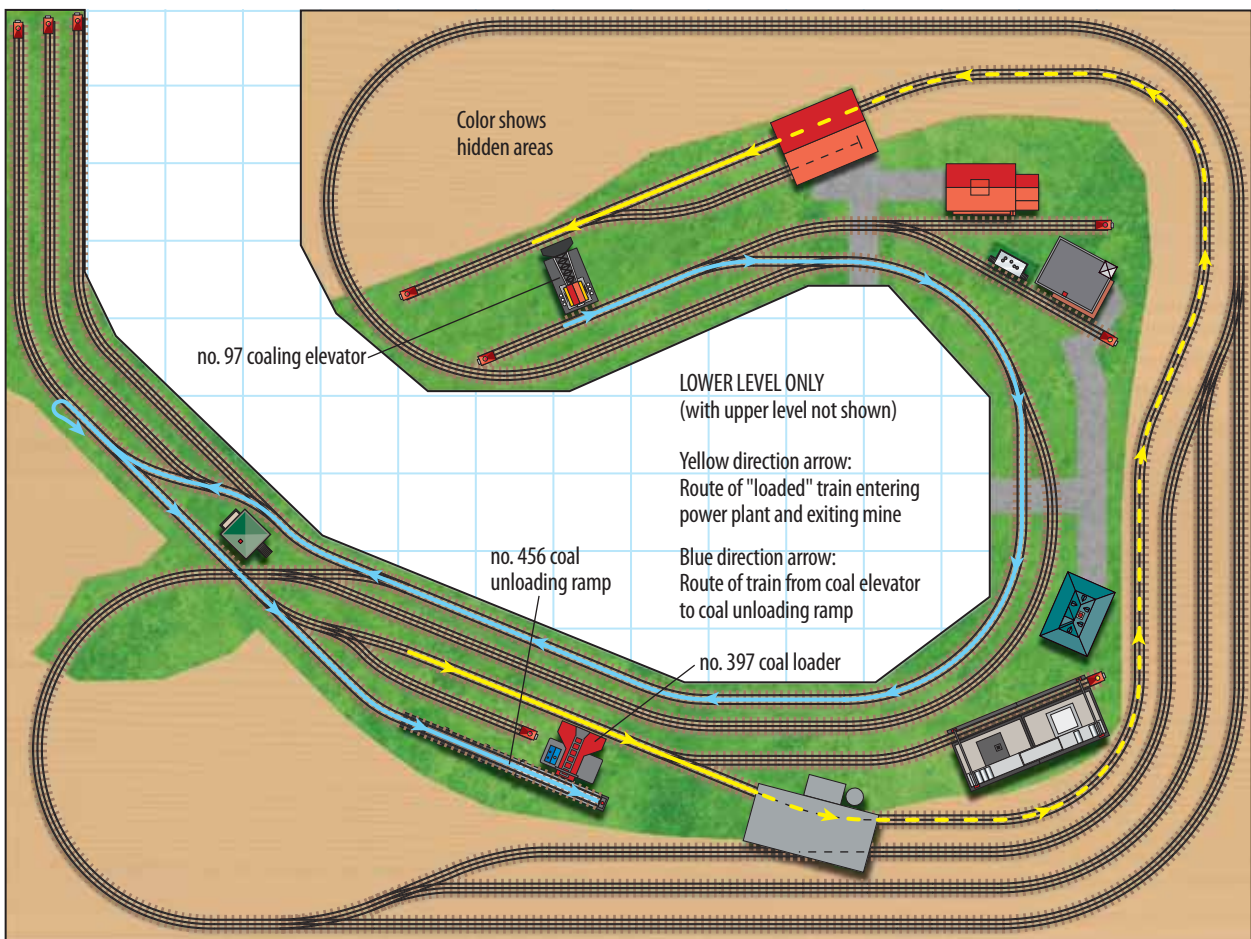 Color shows
hidden areas
no. 97 coaling elevator
LOWER LEVEL ONLY
(with upper level not shown)
Yellow direction arrow:
Route of "loaded" train entering
power plant and exiting mine
Blue direction arrow:
Route of train from coal elevator
to coal unloading ramp
no. 456 coal
unloading ramp
no. 397 coal loader